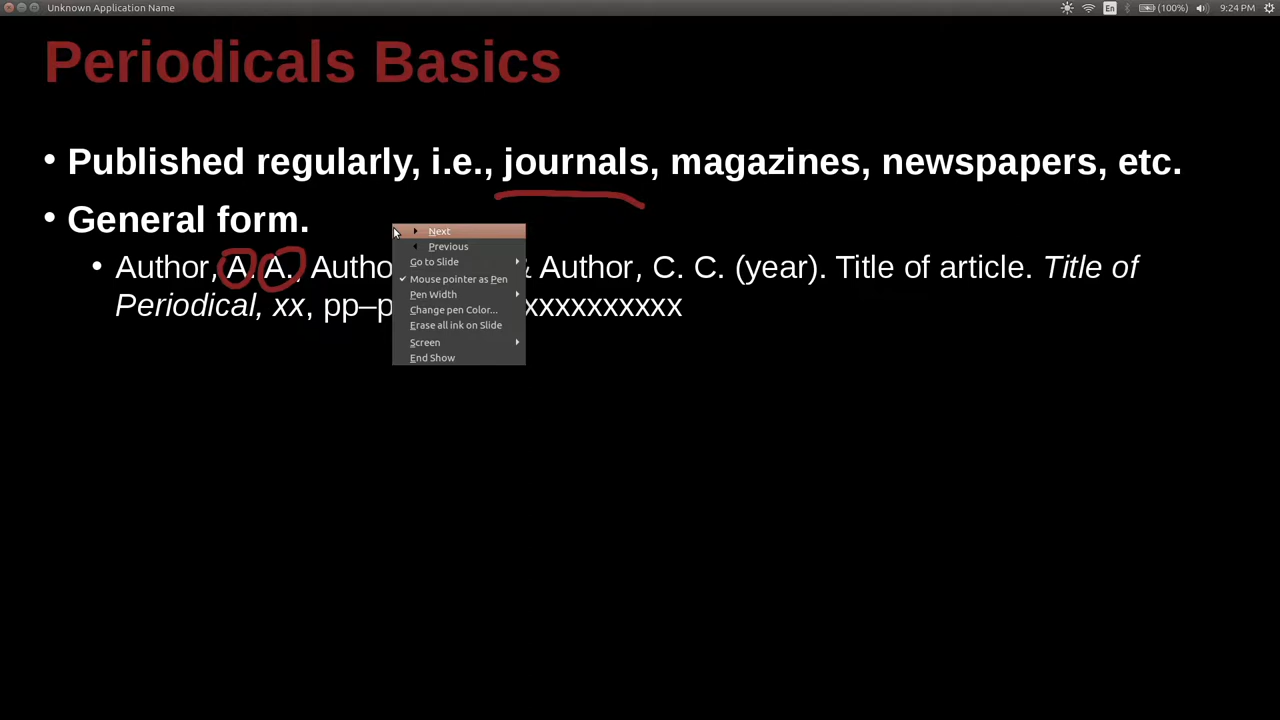 Unknown Application Name
En
(100%)
9:24 PM
Periodicals Basics
• Published regularly, i.e., journals, magazines, newspapers, etc.
• General form.
• Author, A. A., Autho & Author, C. C. (year). Title of article. Title of
Periodical, xx, pp–p xxxxxxxxxx
Next
Previous
Go to Slide
Mouse pointer as Pen
Pen Width
Change pen Color...
Erase all ink on Slide
Screen
End Show